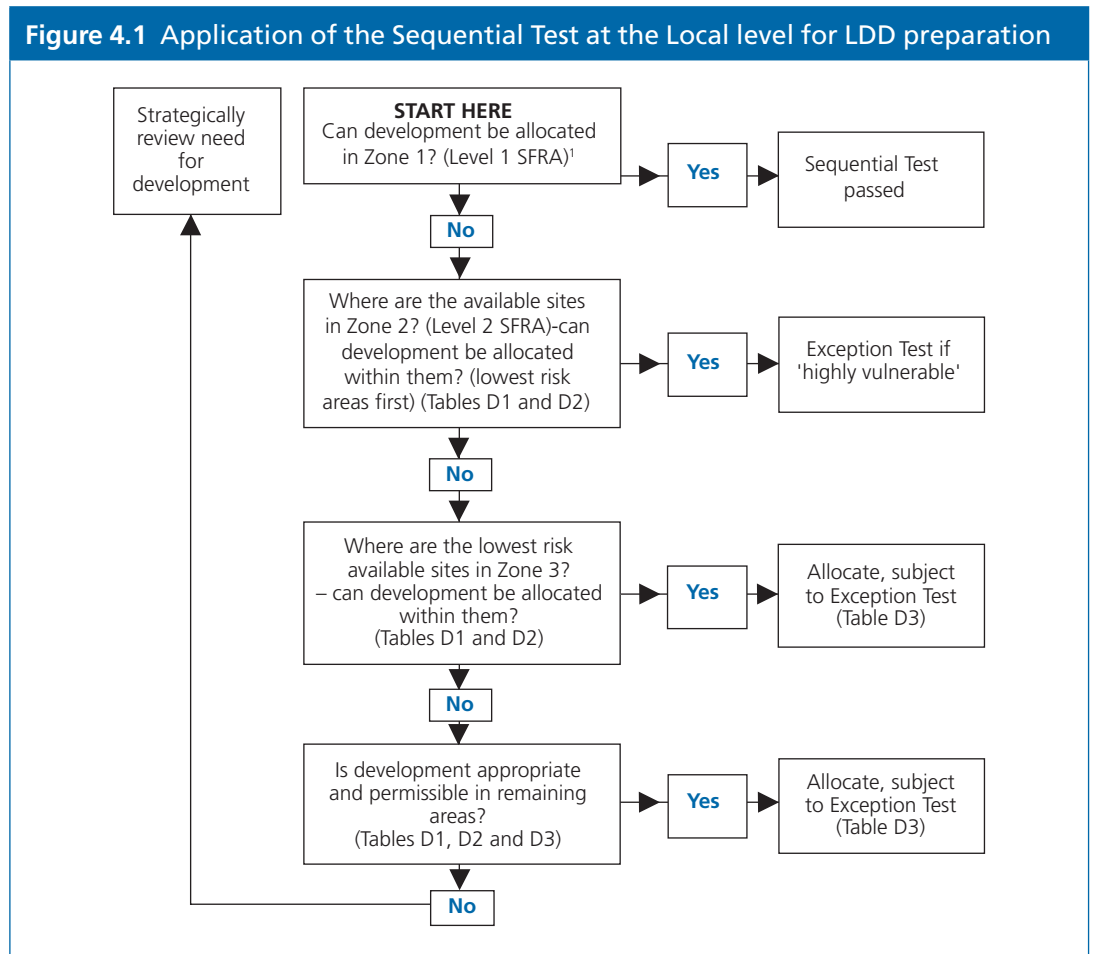 Figure 4.1 Application of the Sequential Test at the Local level for LDD preparation
Strategically
review need
for
development
START HERE
Can development be allocated
in Zone 1? (Level 1 SFRA)¹
Yes
Sequential Test
passed
No
Where are the available sites
in Zone 2? (Level 2 SFRA)-can
development be allocated
within them? (lowest risk
areas first) (Tables D1 and D2)
Yes
Exception Test if
'highly vulnerable'
No
Where are the lowest risk
available sites in Zone 3?
– can development be allocated
within them?
(Tables D1 and D2)
Yes
Allocate, subject
to Exception Test
(Table D3)
No
Is development appropriate
and permissible in remaining
areas?
(Tables D1, D2 and D3)
Yes
Allocate, subject
to Exception Test
(Table D3)
No